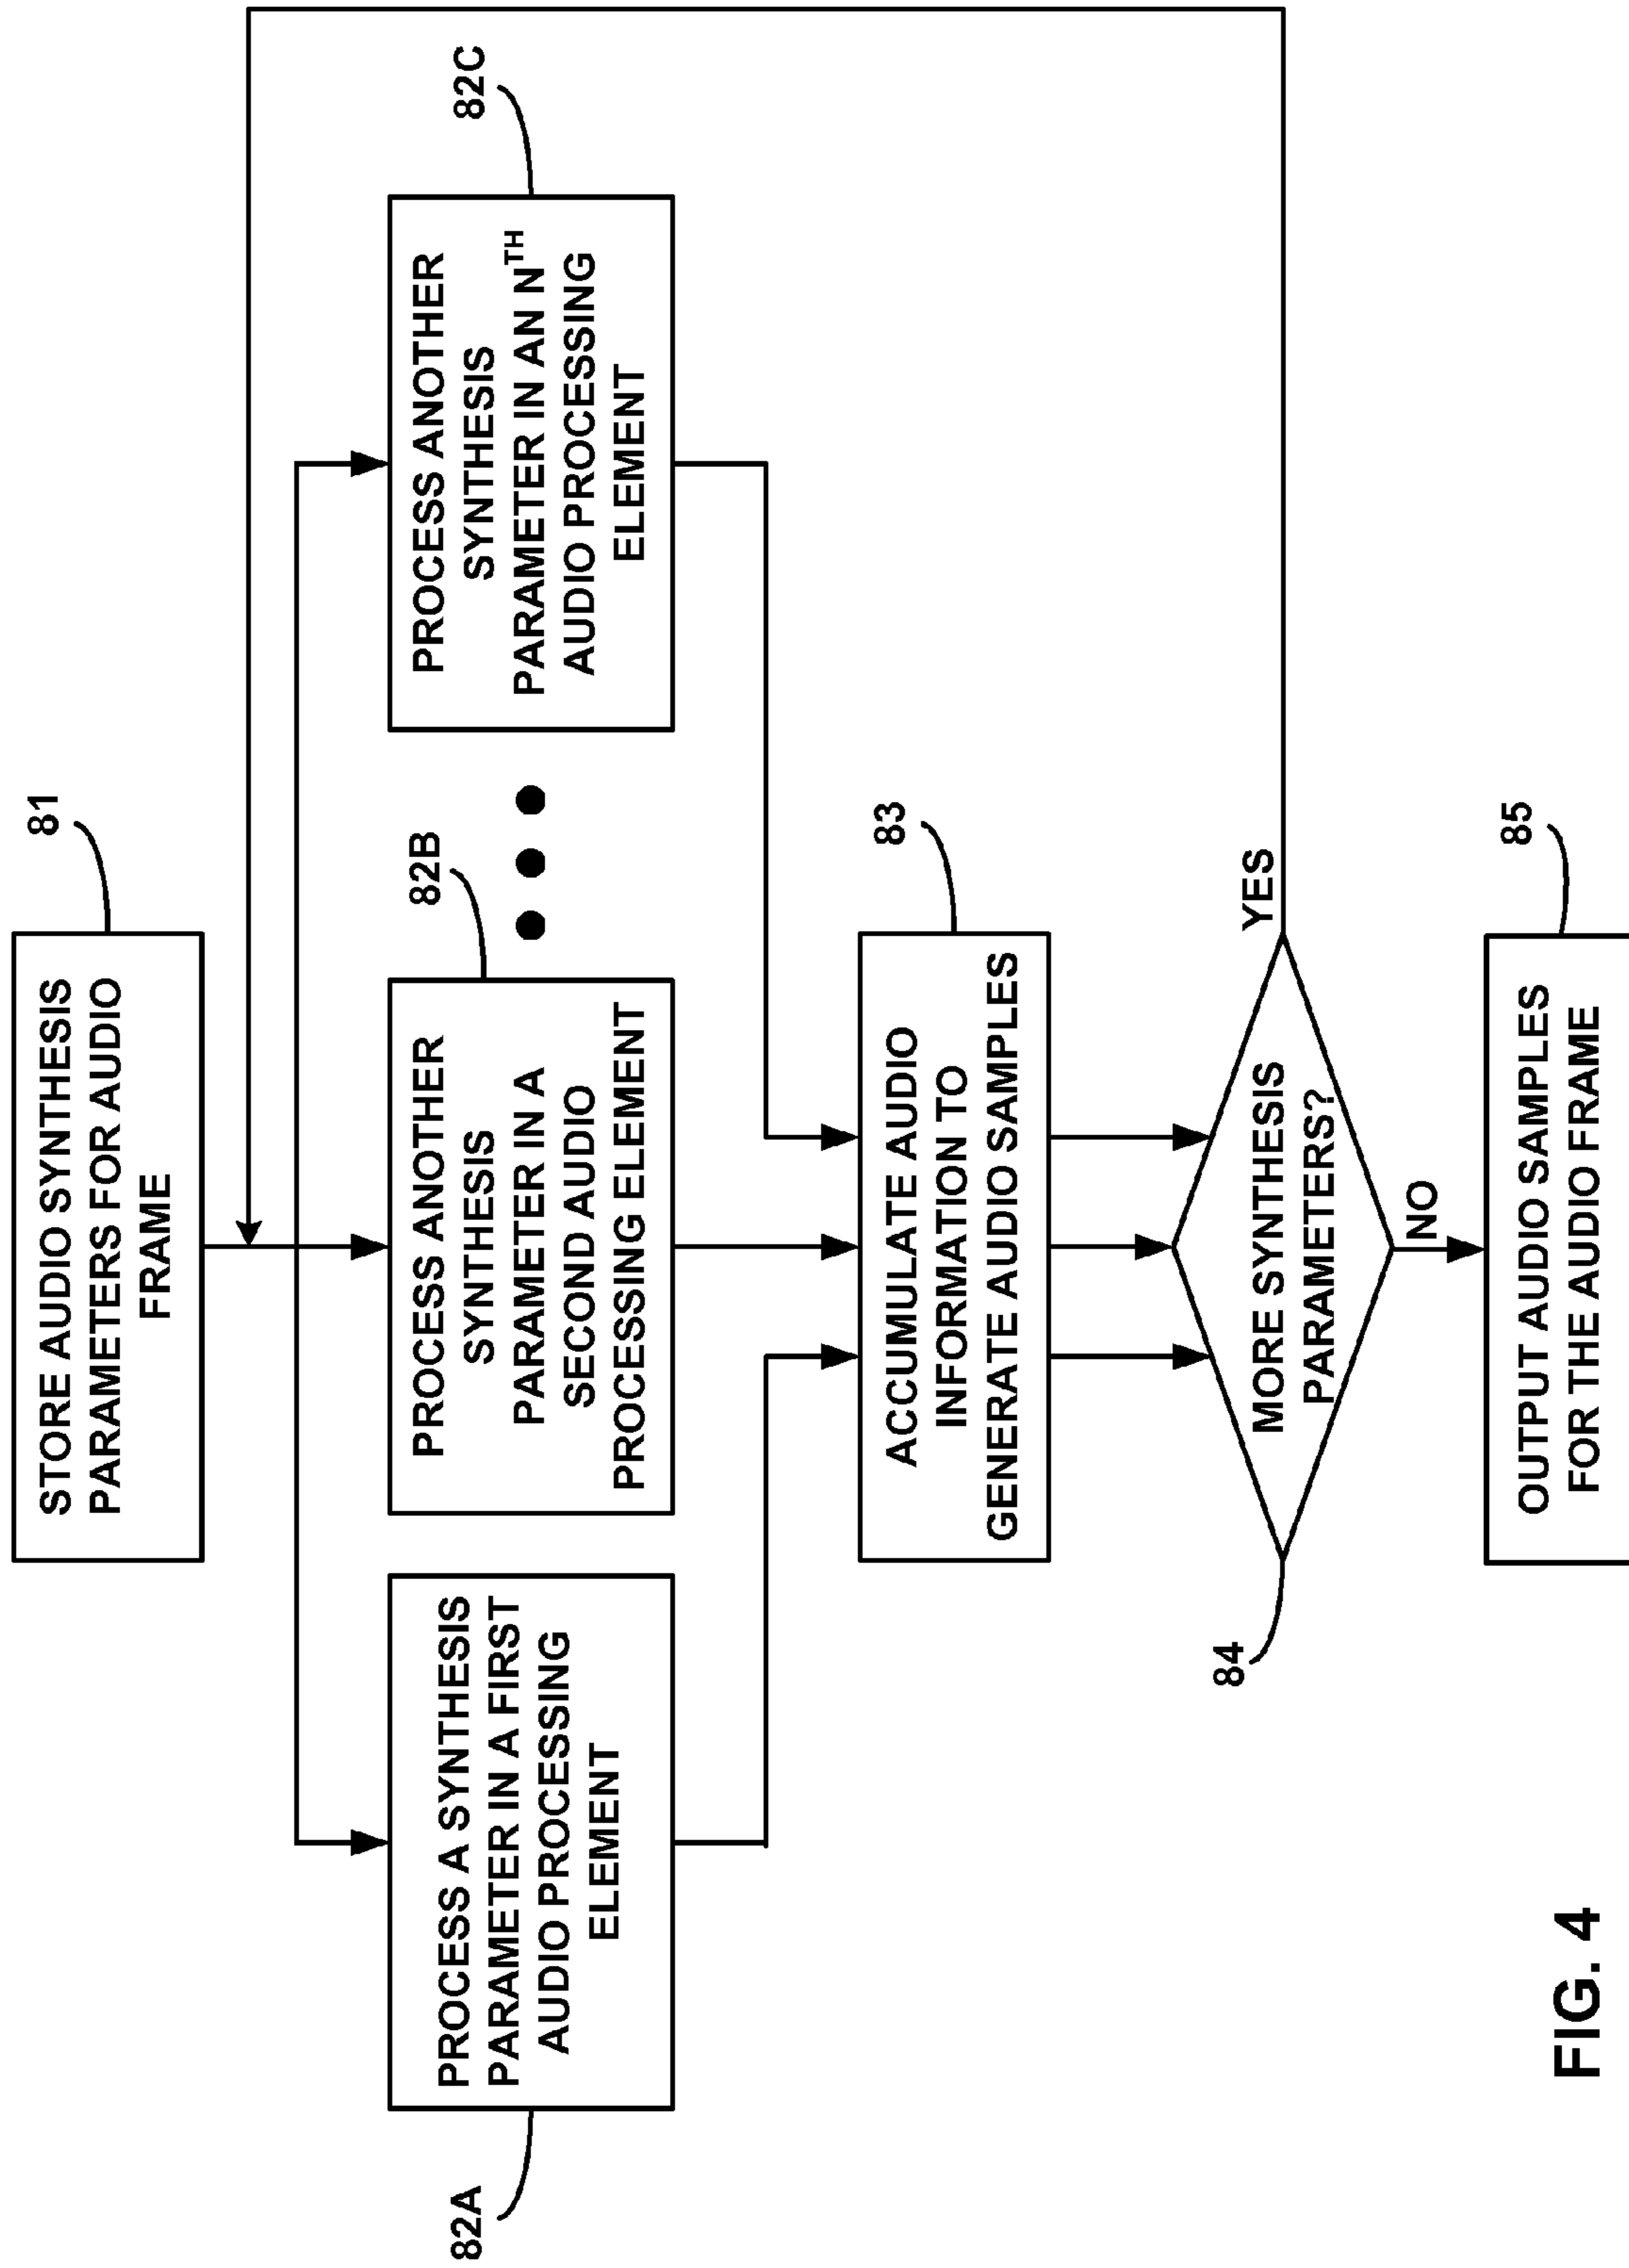 81
STORE AUDIO SYNTHESIS
PARAMETERS FOR AUDIO
FRAME
82A
PROCESS A SYNTHESIS
PARAMETER IN A FIRST
AUDIO PROCESSING
ELEMENT
82B
PROCESS ANOTHER
SYNTHESIS
PARAMETER IN A
SECOND AUDIO
PROCESSING ELEMENT
82C
PROCESS ANOTHER
SYNTHESIS
PARAMETER IN AN NTH
AUDIO PROCESSING
ELEMENT
83
ACCUMULATE AUDIO
INFORMATION TO
GENERATE AUDIO SAMPLES
84
MORE SYNTHESIS
PARAMETERS?
YES
NO
85
OUTPUT AUDIO SAMPLES
FOR THE AUDIO FRAME
FIG. 4